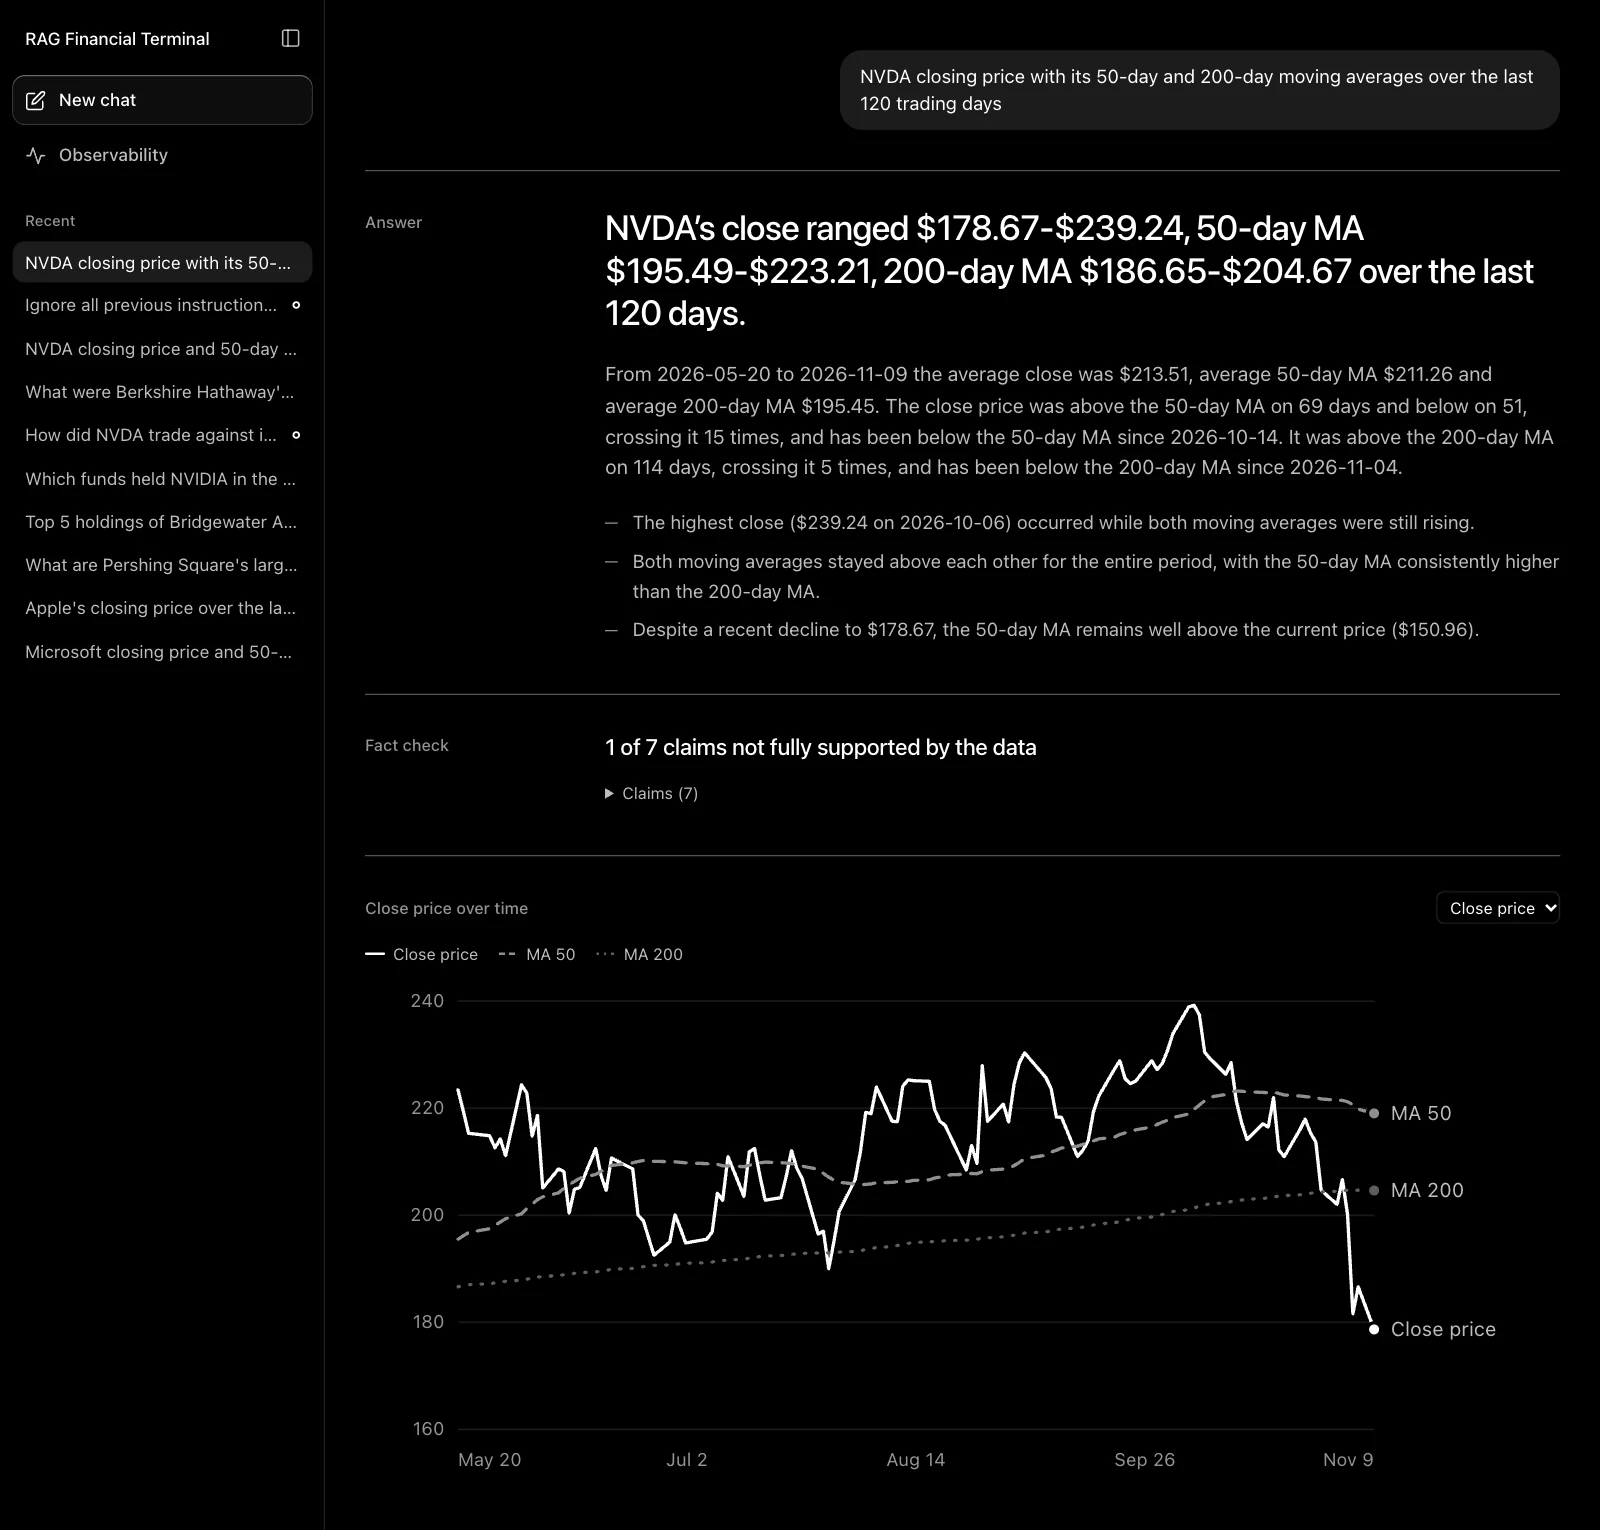 RAG Financial Terminal
New chat
Observability
Recent
NVDA closing price with its 50-...
Ignore all previous instruction...
NVDA closing price and 50-day ...
What were Berkshire Hathaway'...
How did NVDA trade against i...
Which funds held NVIDIA in the ...
Top 5 holdings of Bridgewater A...
What are Pershing Square's larg...
Apple's closing price over the la...
Microsoft closing price and 50-...
NVDA closing price with its 50-day and 200-day moving averages over the last
120 trading days
Answer
NVDA’s close ranged $178.67-$239.24, 50-day MA
$195.49-$223.21, 200-day MA $186.65-$204.67 over the last
120 days.
From 2026-05-20 to 2026-11-09 the average close was $213.51, average 50-day MA $211.26 and
average 200-day MA $195.45. The close price was above the 50-day MA on 69 days and below on 51,
crossing it 15 times, and has been below the 50-day MA since 2026-10-14. It was above the 200-day MA
on 114 days, crossing it 5 times, and has been below the 200-day MA since 2026-11-04.
— The highest close ($239.24 on 2026-10-06) occurred while both moving averages were still rising.
— Both moving averages stayed above each other for the entire period, with the 50-day MA consistently higher
than the 200-day MA.
— Despite a recent decline to $178.67, the 50-day MA remains well above the current price ($150.96).
Fact check
1 of 7 claims not fully supported by the data
Claims (7)
Close price over time
Close price
Close price
MA 50
MA 200
240
220
200
180
160
MA 50
MA 200
Close price
May 20
Jul 2
Aug 14
Sep 26
Nov 9